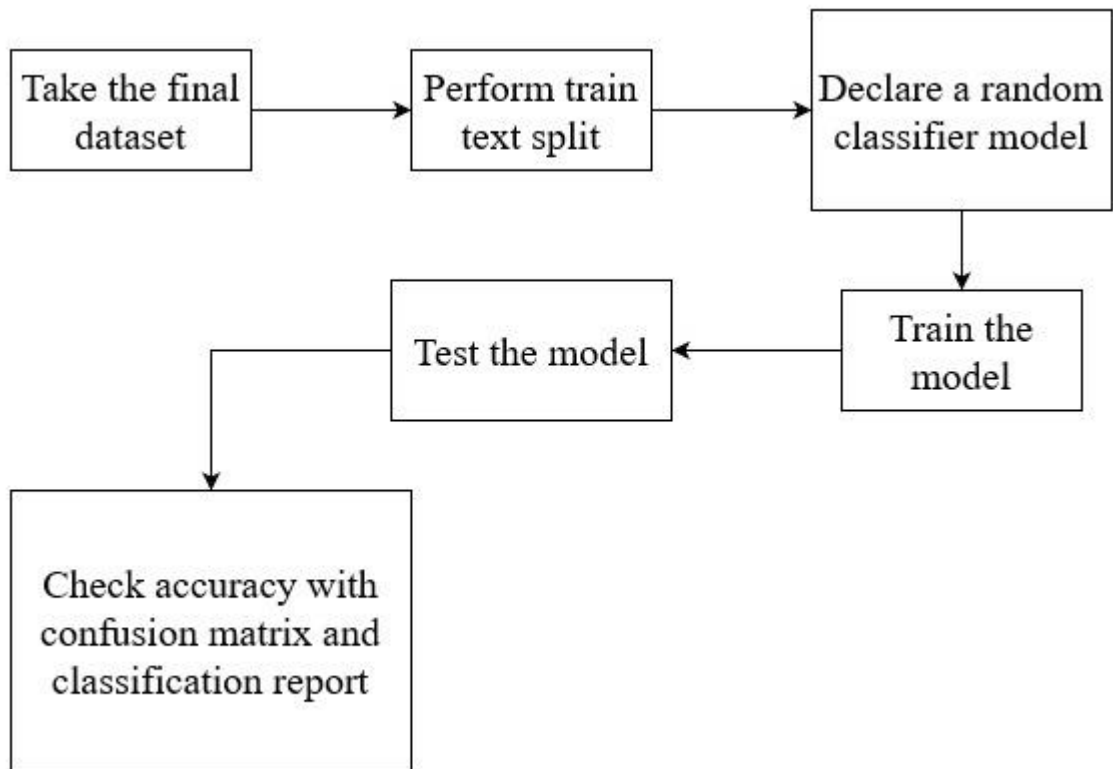 Take the final
dataset
Perform train
text split
Declare a random
classifier model
Train the
model
Test the model
Check accuracy with
confusion matrix and
classification report